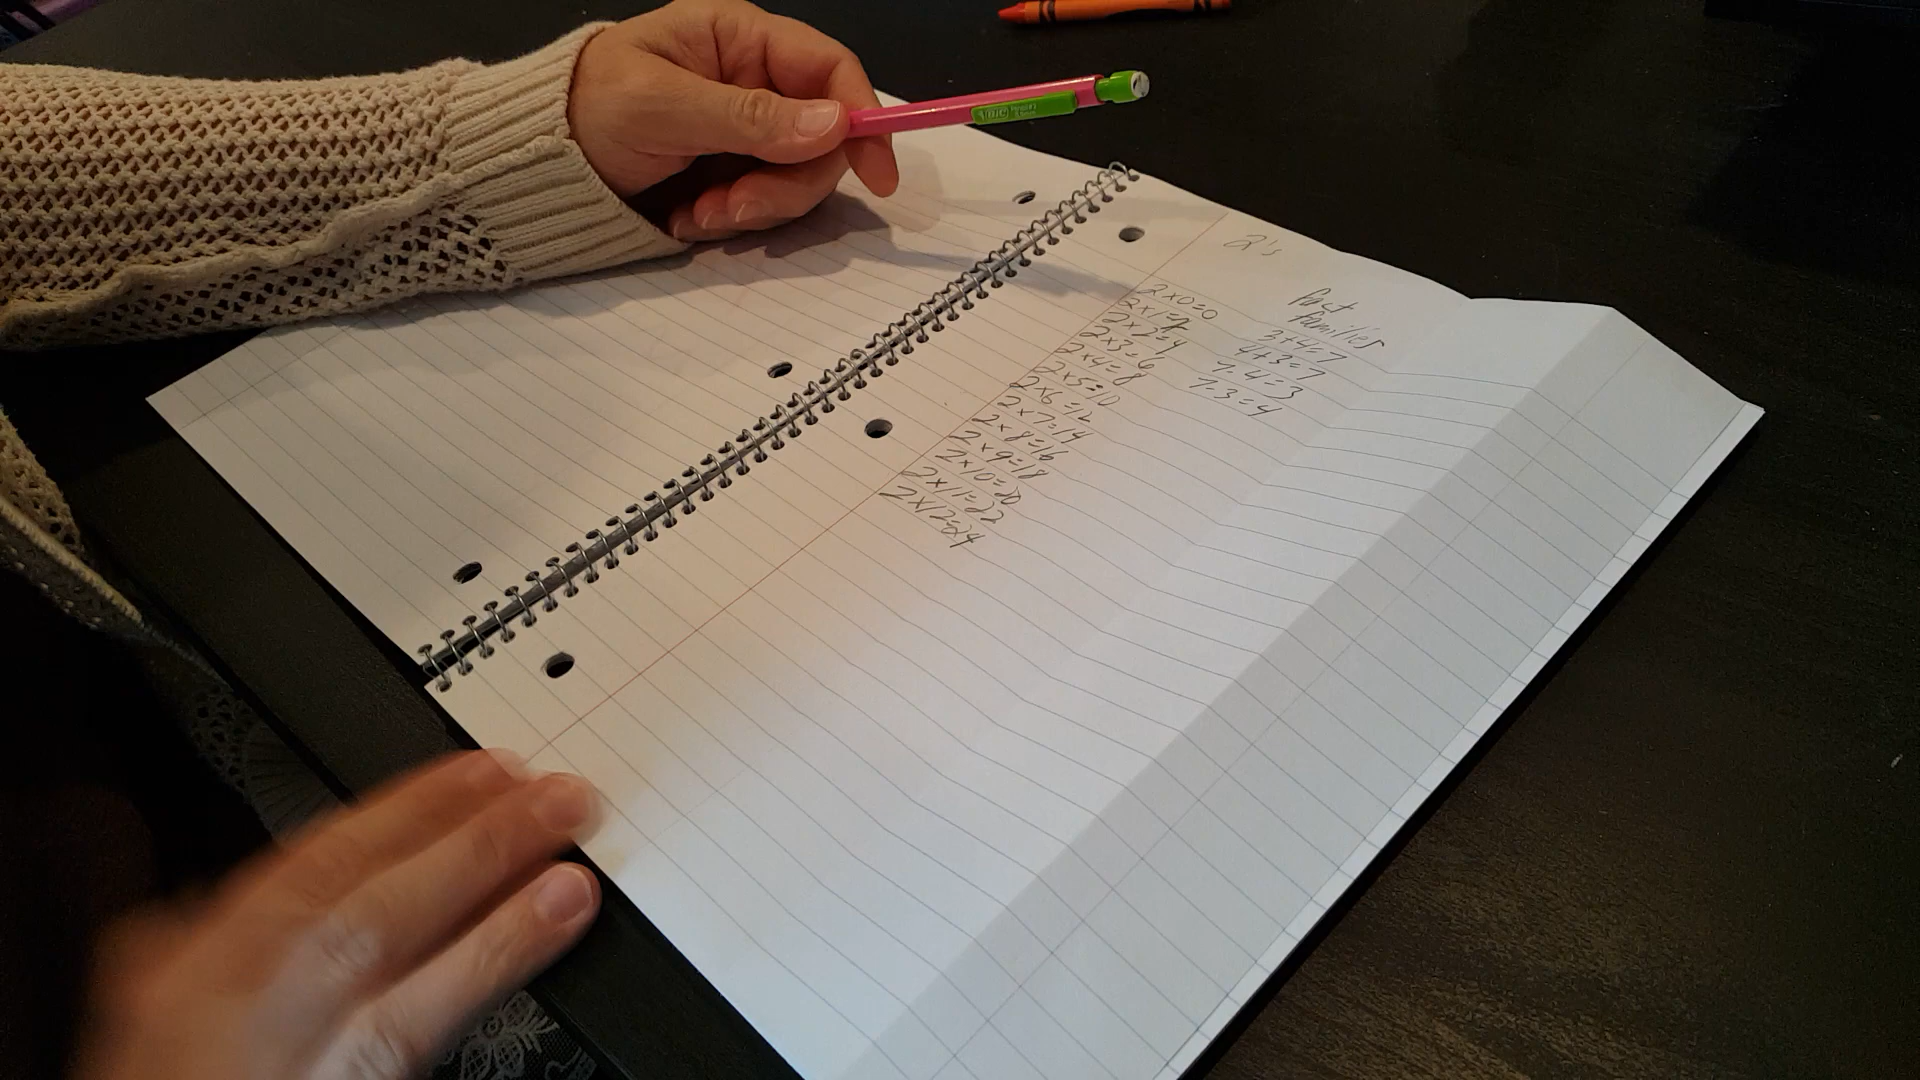 2's
2x0=0
2x1=2
2x2=4
2x3=6
2x4=8
2x5=10
2x6=12
2x7=14
2x8=16
2x9=18
2x10=20
2x11=22
2x12=24
Fact
Families
3+4=7
4+3=7
7-4=3
7-3=4